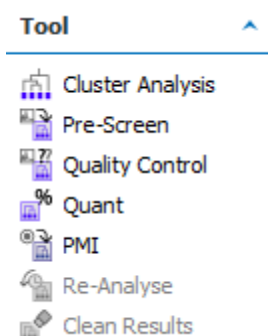 Tool
Cluster Analysis
Pre-Screen
?? Quality Control
% Quant
PMI
Re-Analyse
Clean Results